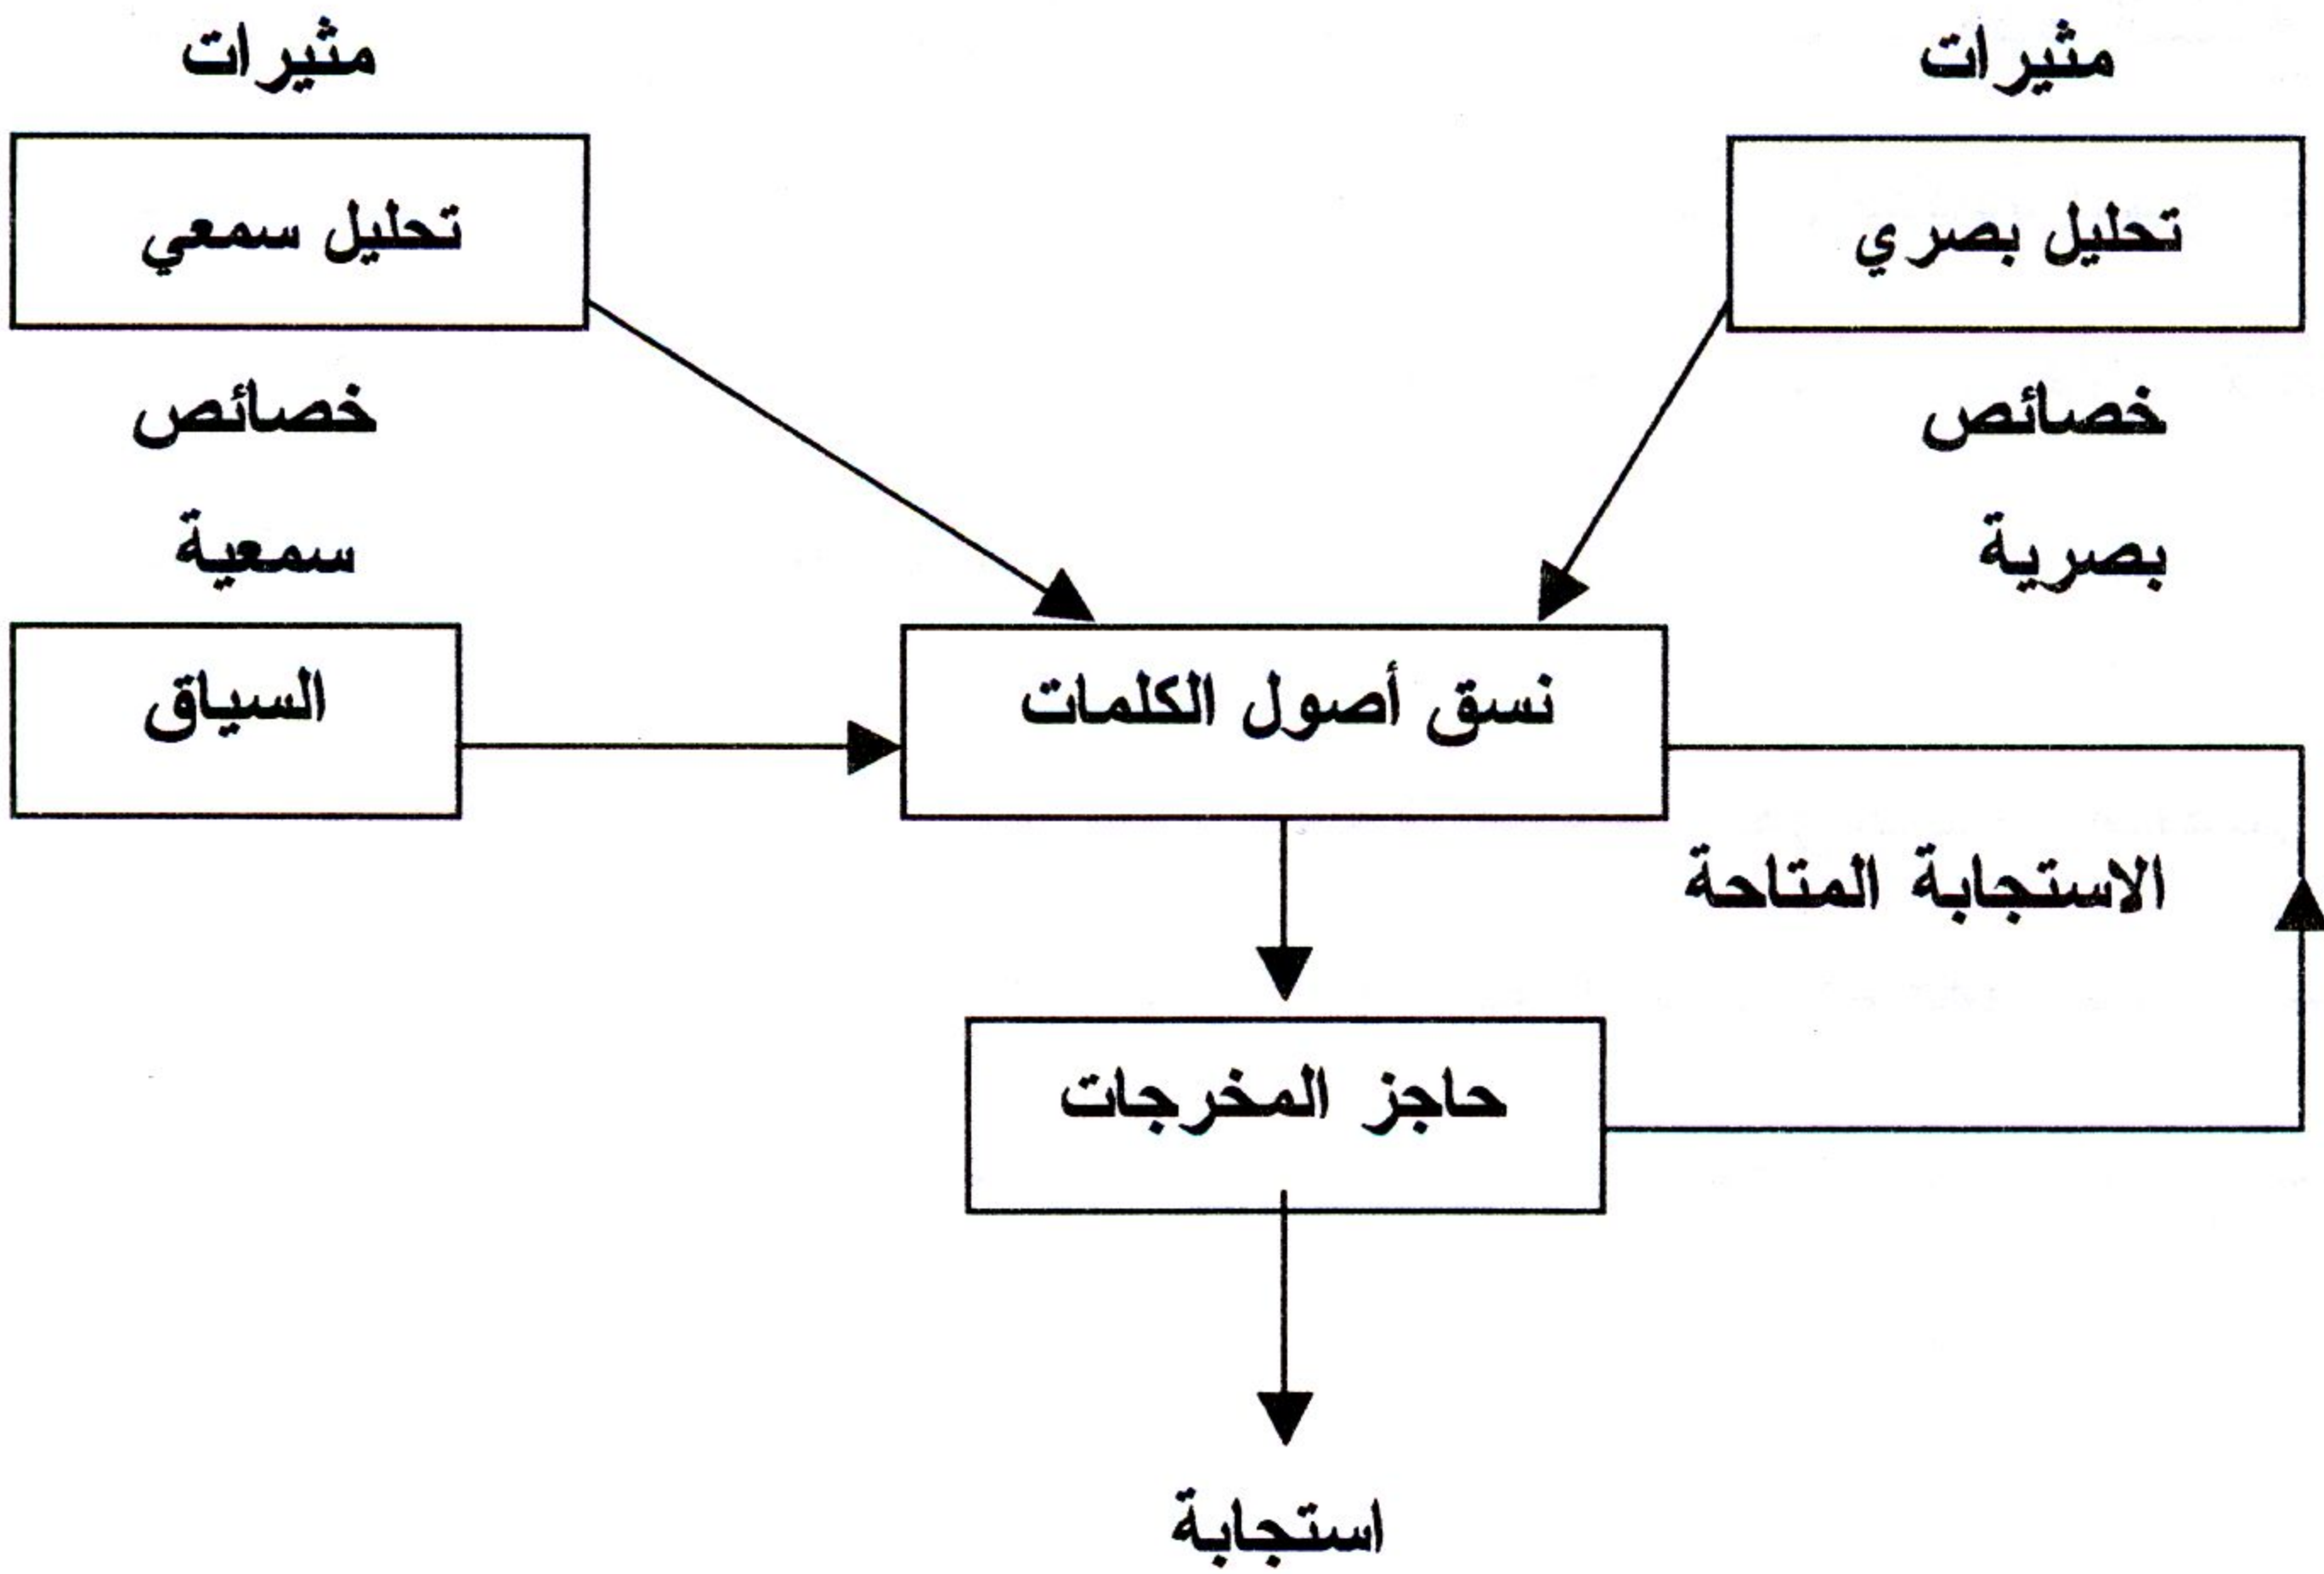 مثيرات
مثيرات
تحليل بصري
تحليل سمعي
خصائص
بصرية
خصائص
سمعية
نسق أصول الكلمات
السياق
الاستجابة المتاحة
حاجز المخرجات
استجابة